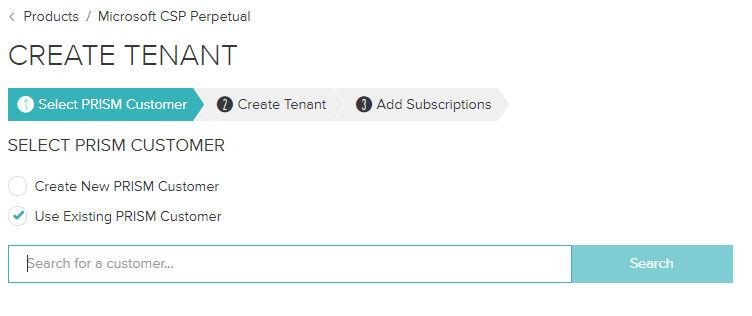 < Products / Microsoft CSP Perpetual
CREATE TENANT
1 Select PRISM Customer 2 Create Tenant 3 Add Subscriptions
SELECT PRISM CUSTOMER
Create New PRISM Customer
Use Existing PRISM Customer
Search for a customer... Search